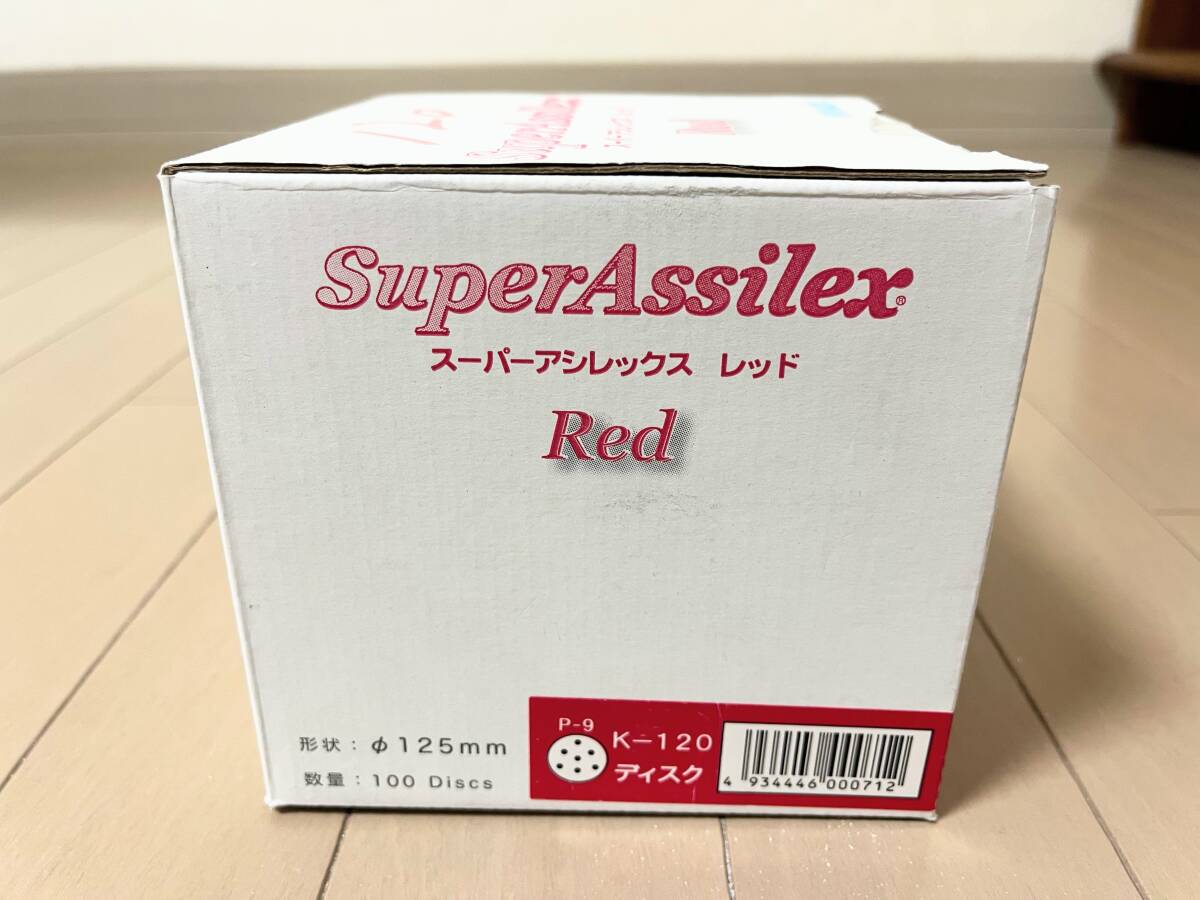 SuperAssilex
SuperAssilex®
スーパーアシレックス レッド
Red
形状：φ125mm
数量：100 Discs
P-9
K-120
ディスク
4 934446 000712